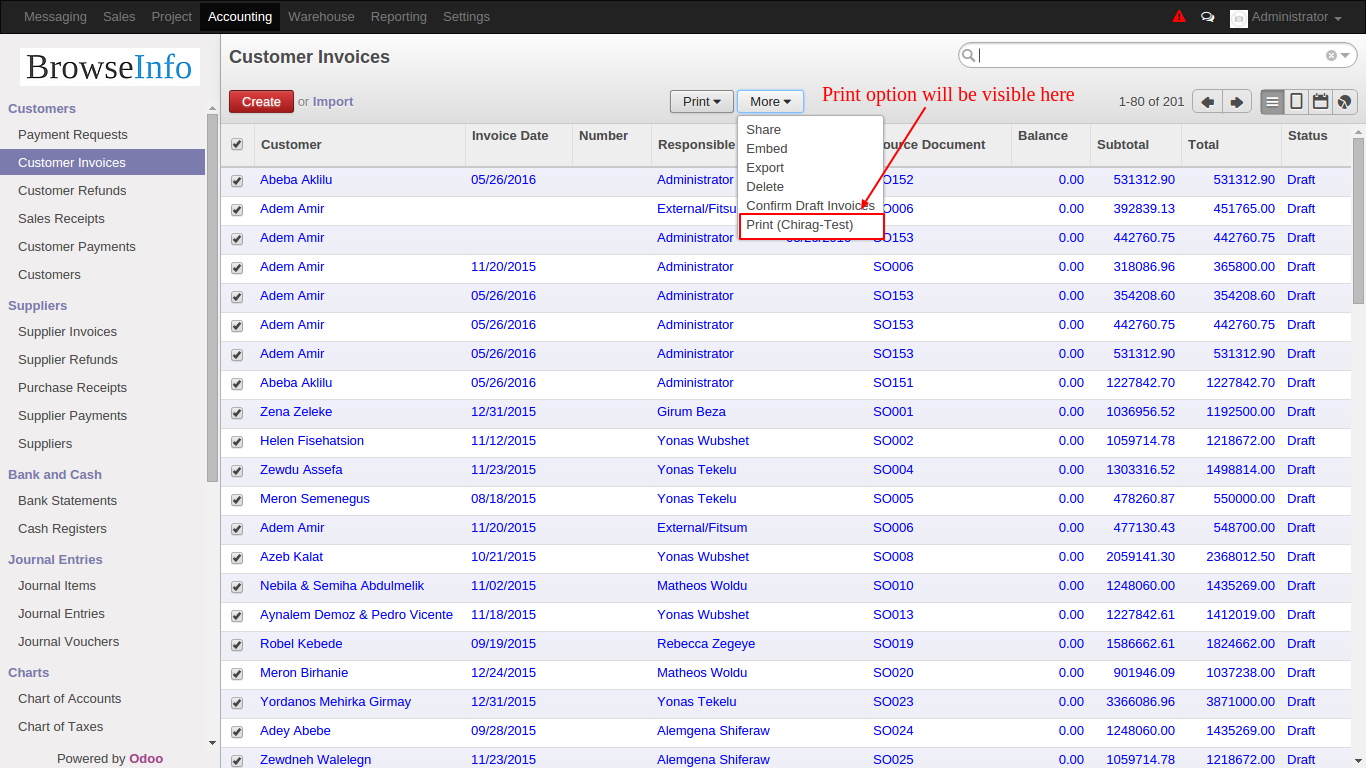 Messaging Sales Project Accounting Warehouse Reporting Settings Administrator
BrowseInfo
Customers
Payment Requests
Customer Invoices
Customer Refunds
Sales Receipts
Customer Payments
Customers
Suppliers
Supplier Invoices
Supplier Refunds
Purchase Receipts
Supplier Payments
Suppliers
Bank and Cash
Bank Statements
Cash Registers
Journal Entries
Journal Items
Journal Entries
Journal Vouchers
Charts
Chart of Accounts
Chart of Taxes
Powered by Odoo
Customer Invoices
Create or Import Print More Print option will be visible here 1-80 of 201
Share
Embed
Export
Delete
Confirm Draft Invoices
Print (Chirag-Test)
Customer Invoice Date Number Responsible ource Document Balance Subtotal Total Status
Abeba Aklilu 05/26/2016 Administrator SO152 0.00 531312.90 531312.90 Draft
Adem Amir External/Fitsu SO006 0.00 392839.13 451765.00 Draft
Adem Amir Administrator SO153 0.00 442760.75 442760.75 Draft
Adem Amir 11/20/2015 Administrator SO006 0.00 318086.96 365800.00 Draft
Adem Amir 05/26/2016 Administrator SO153 0.00 354208.60 354208.60 Draft
Adem Amir 05/26/2016 Administrator SO153 0.00 442760.75 442760.75 Draft
Adem Amir 05/26/2016 Administrator SO153 0.00 531312.90 531312.90 Draft
Abeba Aklilu 05/26/2016 Administrator SO151 0.00 1227842.70 1227842.70 Draft
Zena Zeleke 12/31/2015 Girum Beza SO001 0.00 1036956.52 1192500.00 Draft
Helen Fisehatsion 11/12/2015 Yonas Wubshet SO002 0.00 1059714.78 1218672.00 Draft
Zewdu Assefa 11/23/2015 Yonas Tekelu SO004 0.00 1303316.52 1498814.00 Draft
Meron Semenegus 08/18/2015 Yonas Tekelu SO005 0.00 478260.87 550000.00 Draft
Adem Amir 11/20/2015 External/Fitsum SO006 0.00 477130.43 548700.00 Draft
Azeb Kalat 10/21/2015 Yonas Wubshet SO008 0.00 2059141.30 2368012.50 Draft
Nebila & Semiha Abdulmelik 11/02/2015 Matheos Woldu SO010 0.00 1248060.00 1435269.00 Draft
Aynalem Demoz & Pedro Vicente 11/18/2015 Yonas Wubshet SO013 0.00 1227842.61 1412019.00 Draft
Robel Kebede 09/19/2015 Rebecca Zegeye SO019 0.00 1586662.61 1824662.00 Draft
Meron Birhanie 12/24/2015 Matheos Woldu SO020 0.00 901946.09 1037238.00 Draft
Yordanos Mehirka Girmay 12/31/2015 Yonas Tekelu SO023 0.00 3366086.96 3871000.00 Draft
Adey Abebe 09/28/2015 Alemgena Shiferaw SO024 0.00 1248060.00 1435269.00 Draft
Zewdneh Walelegn 11/23/2015 Alemgena Shiferaw SO025 0.00 1059714.78 1218672.00 Draft